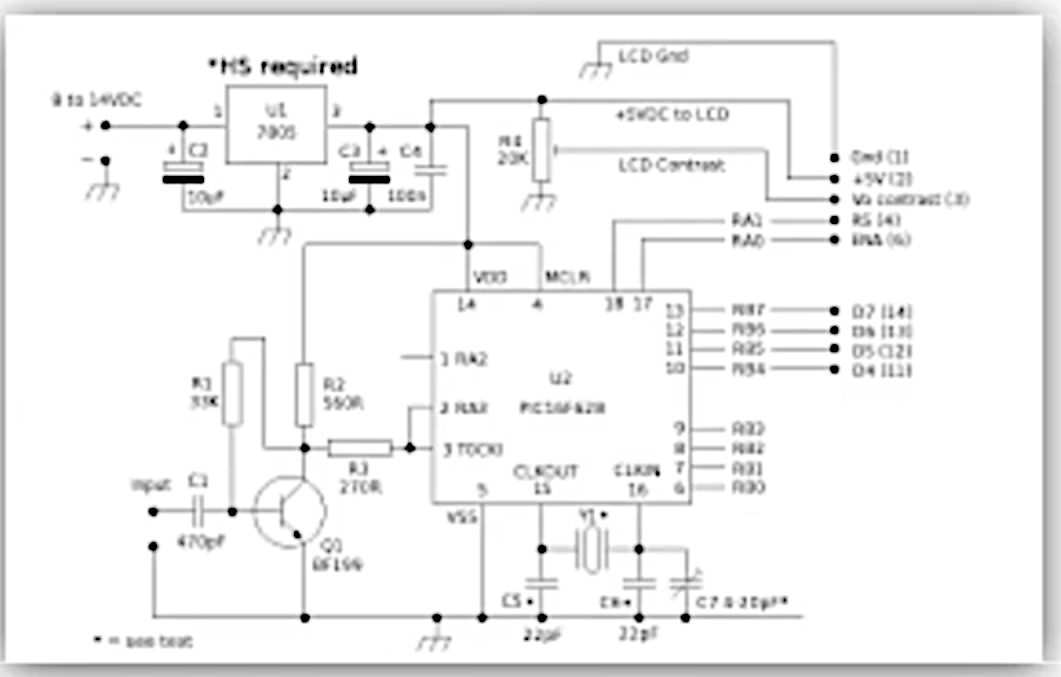 *HS required
LCD Gnd
8 to 14VDC
1
U1
7805
3
2
+5VDC to LCD
R4
20K
LCD Contrast
+
-
+
C2
10µF
C3
+
10µF
C4
100n
Gnd (1)
+5V (2)
Vo contrast (3)
RA1
RS (4)
RA0
ENA (6)
VDD
MCLR
14
4
18 17
13
RB7
D7 (14)
12
RB6
D6 (13)
11
RB5
D5 (12)
10
RB4
D4 (11)
1 RA2
U2
PIC16F628
2 RA3
3 T0CKI
R1
33K
R2
560R
R3
270R
9
RB3
8
RB2
7
RB1
6
RB0
CLKOUT
CLKIN
5
15
16
VSS
Y1*
Input
C1
470pF
Q1
BF199
C5*
22pF
C6*
22pF
* = see text